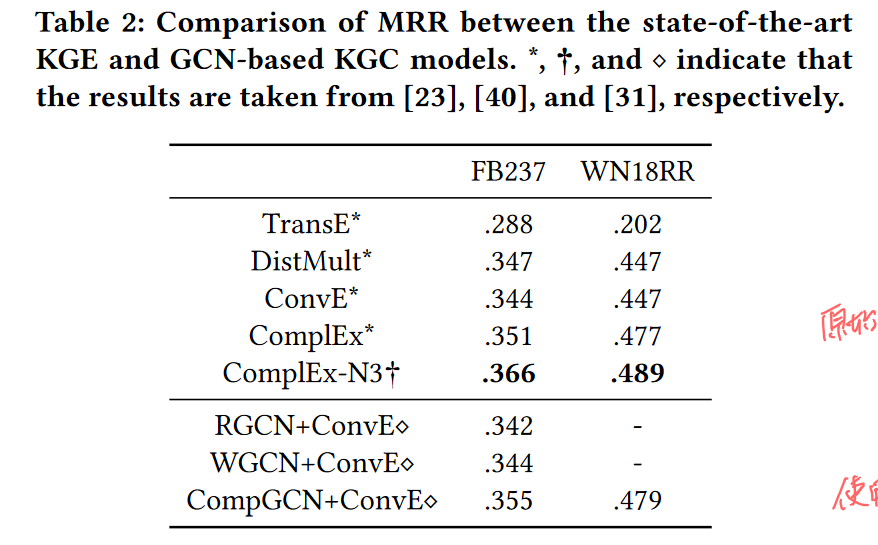 Table 2: Comparison of MRR between the state-of-the-art
KGE and GCN-based KGC models. *, †, and ⋄ indicate that
the results are taken from [23], [40], and [31], respectively.
FB237 WN18RR
TransE* .288 .202
DistMult* .347 .447
ConvE* .344 .447
ComplEx* .351 .477
原始
ComplEx-N3† .366 .489
RGCN+ConvE⋄ .342 -
WGCN+ConvE⋄ .344 -
CompGCN+ConvE⋄ .355 .479
使